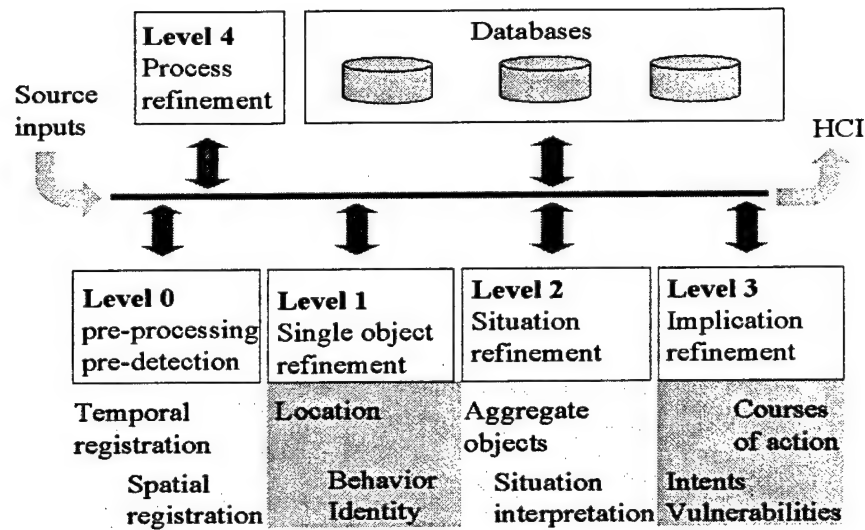 Level 4
Process
refinement
Databases
Source
inputs
HCI
Level 0
pre-processing
pre-detection
Level 1
Single object
refinement
Level 2
Situation
refinement
Level 3
Implication
refinement
Temporal
registration
Spatial
registration
Location
Behavior
Identity
Aggregate
objects
Situation
interpretation
Courses
of action
Intents
Vulnerabilities